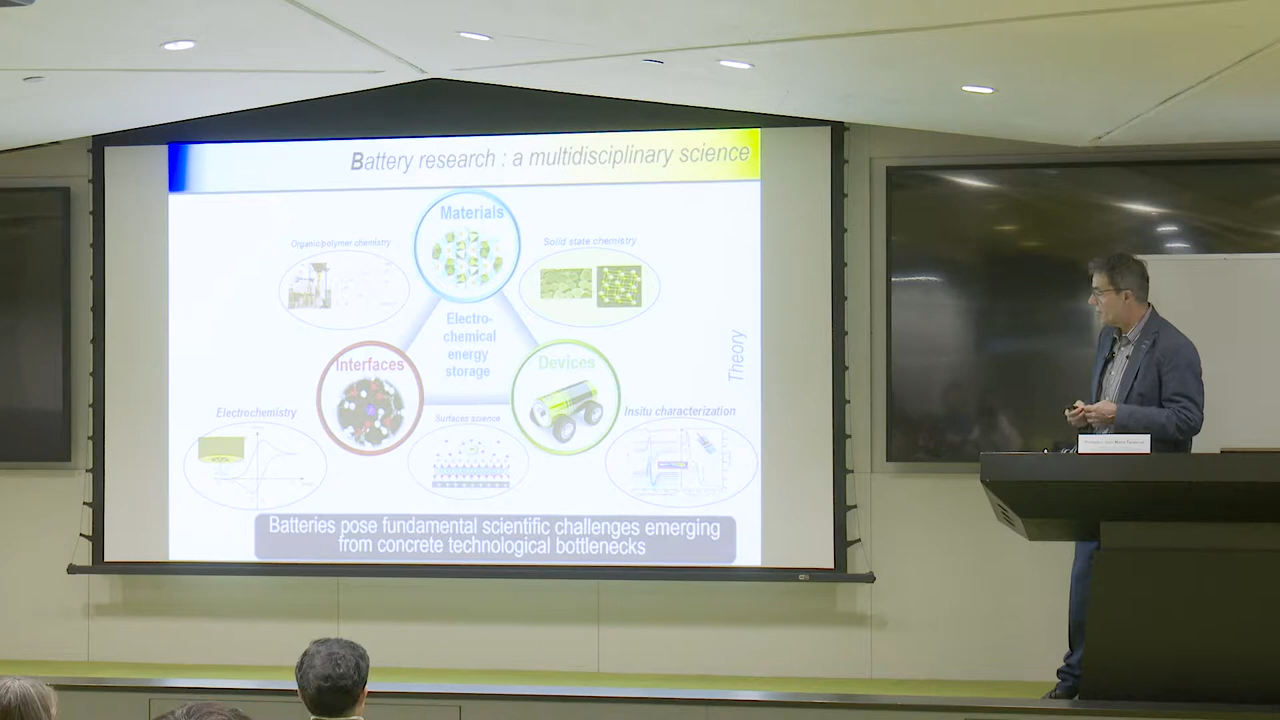 Battery research : a multidisciplinary science
Materials
Organic/polymer chemistry
Solid state chemistry
Electro-
chemical
energy
storage
Theory
Interfaces
Devices
Electrochemistry
Surfaces science
Insitu characterization
Batteries pose fundamental scientific challenges emerging
from concrete technological bottlenecks